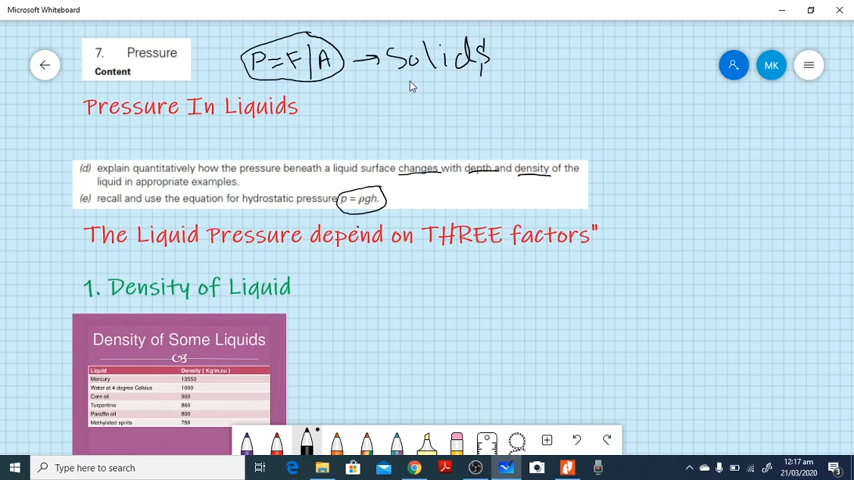 Microsoft Whiteboard
7. Pressure
Content
P=F|A → Solids
MK
Pressure In Liquids
(d) explain quantitatively how the pressure beneath a liquid surface changes with depth and density of the
liquid in appropriate examples.
(e) recall and use the equation for hydrostatic pressure p = ρgh.
The Liquid Pressure depend on THREE factors"
1. Density of Liquid
Density of Some Liquids
Liquid Density ( Kg/m.cu )
Mercury 13550
Water at 4 degree Celsius 1000
Corn oil 900
Turpentine 860
Paraffin oil 800
Methylated spirits 790
Type here to search
12:17 am
21/03/2020
3